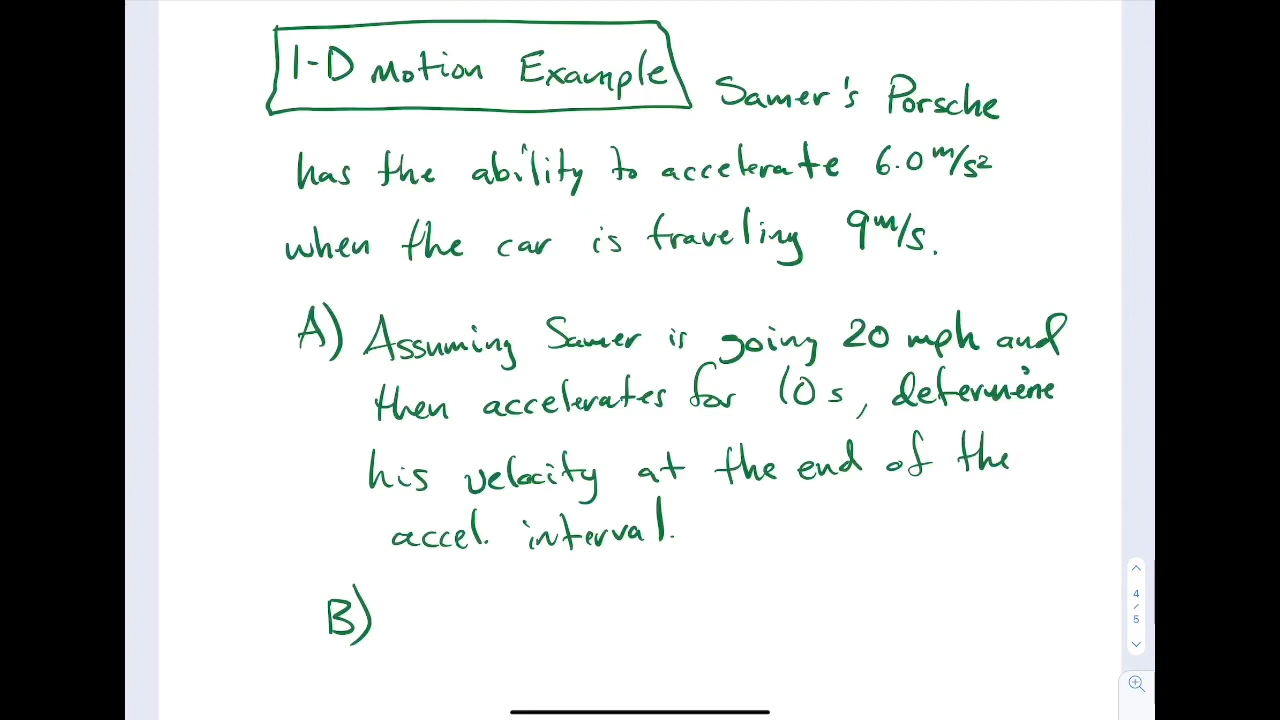 1-D Motion Example Samer's Porsche
has the ability to accelerate 6.0 m/s²
when the car is traveling 9 m/s.
A) Assuming Samer is going 20 mph and
then accelerates for 10 s, determine
his velocity at the end of the
accel. interval.
B)
4
/
5